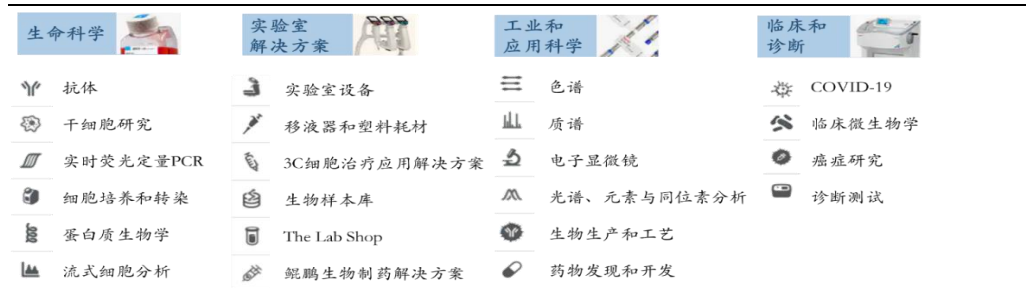 生命科学
抗体
干细胞研究
实时荧光定量PCR
细胞培养和转染
蛋白质生物学
流式细胞分析
实验室
解决方案
实验室设备
移液器和塑料耗材
3C细胞治疗应用解决方案
生物样本库
The Lab Shop
鲲鹏生物制药解决方案
工业和
应用科学
色谱
质谱
电子显微镜
光谱、元素与同位素分析
生物生产和工艺
药物发现和开发
临床和
诊断
COVID-19
临床微生物学
癌症研究
诊断测试